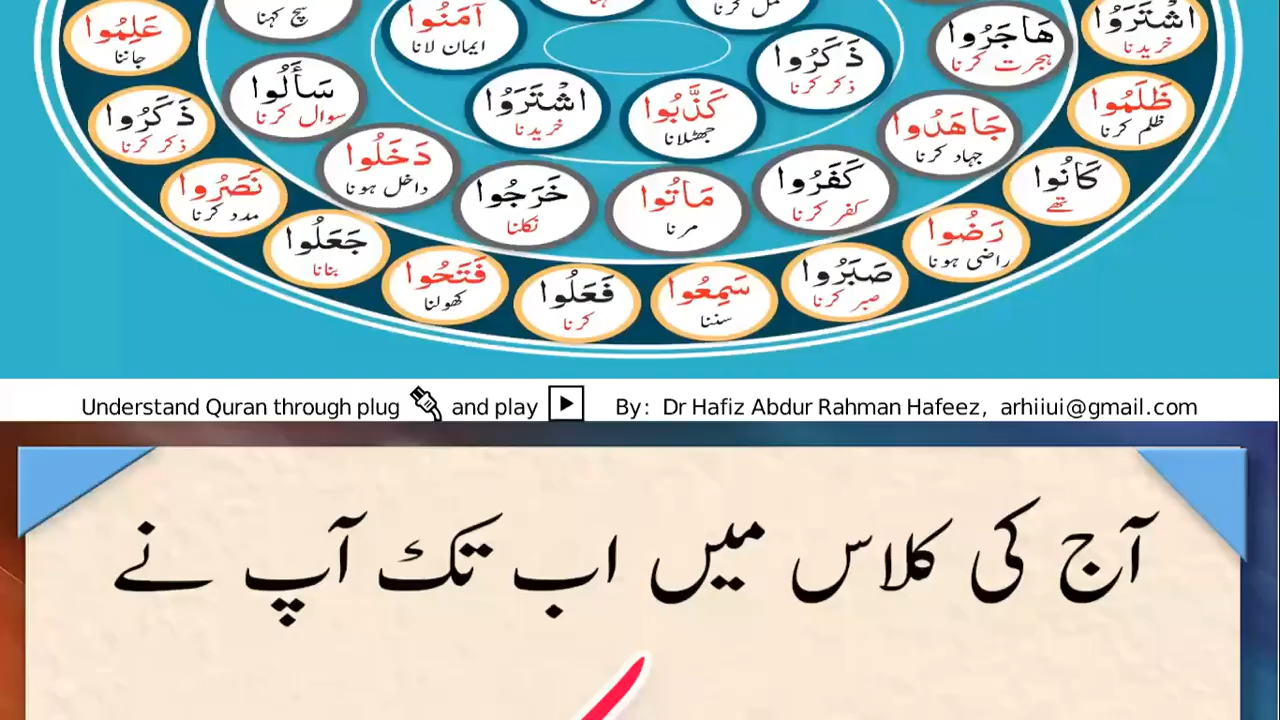 سچ کہنا
آمَنُوا
ایمان لانا
عَلِمُوا
جاننا
اشْتَرَوُا
خریدنا
هَاجَرُوا
ہجرت کرنا
ذَكَرُوا
ذکر کرنا
سَأَلُوا
سوال کرنا
اشْتَرَوُا
خریدنا
كَذَّبُوا
جھٹلانا
ظَلَمُوا
ظلم کرنا
ذَكَرُوا
ذکر کرنا
جَاهَدُوا
جہاد کرنا
دَخَلُوا
داخل ہونا
خَرَجُوا
نکلنا
مَاتُوا
مرنا
كَفَرُوا
کفر کرنا
كَانُوا
تھے
نَصَرُوا
مدد کرنا
جَعَلُوا
بنانا
فَتَحُوا
کھولنا
فَعَلُوا
کرنا
سَمِعُوا
سننا
صَبَرُوا
صبر کرنا
رَضُوا
راضی ہونا
Understand Quran through plug and play By: Dr Hafiz Abdur Rahman Hafeez, arhiiui@gmail.com
آج کی کلاس میں اب تک آپ نے